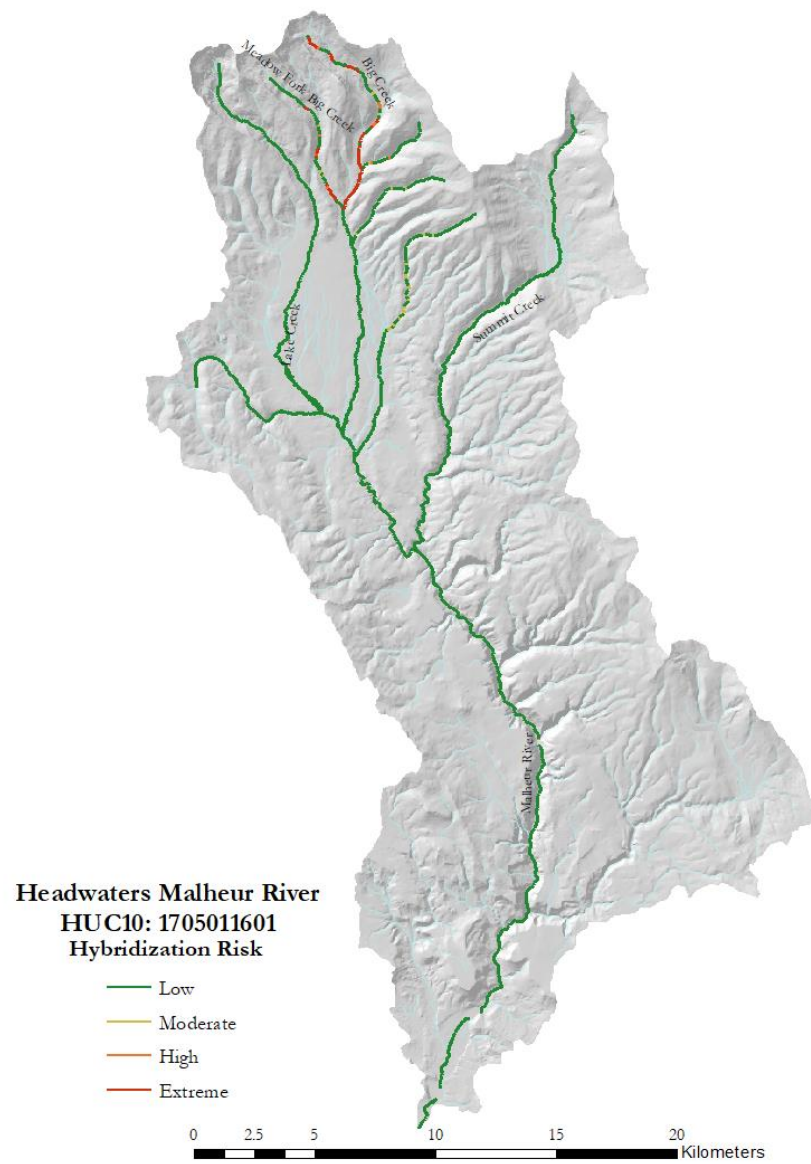 Meadow Fork Big Creek
Big Creek
Summit Creek
Lake Creek
Malheur River
Headwaters Malheur River
HUC10: 1705011601
Hybridization Risk
Low
Moderate
High
Extreme
0 2.5 5 10 15 20
Kilometers